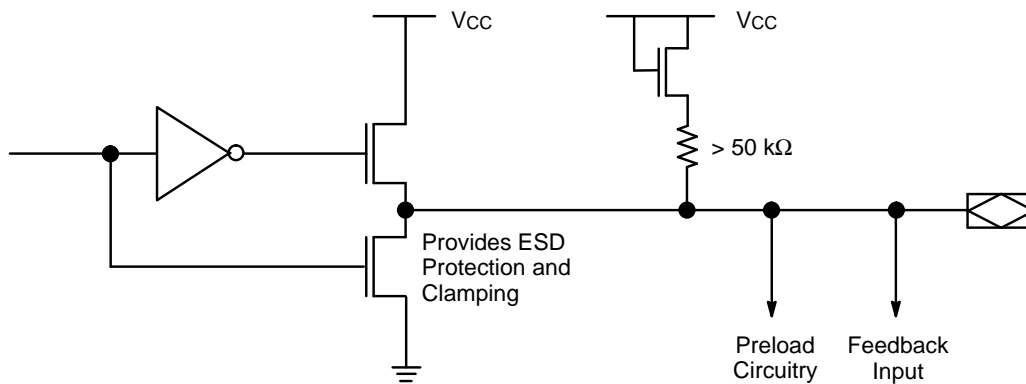 VCC
VCC
> 50 kΩ
Provides ESD
Protection and
Clamping
Preload
Circuitry
Feedback
Input